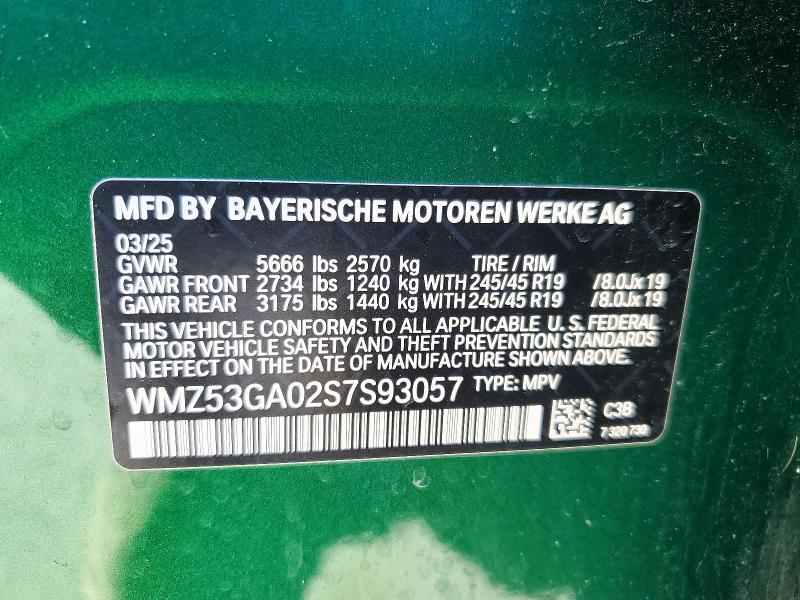 MFD BY BAYERISCHE MOTOREN WERKE AG
03/25
GVWR 5666 lbs 2570 kg TIRE / RIM
GAWR FRONT 2734 lbs 1240 kg WITH 245/45 R19 /8.0Jx19
GAWR REAR 3175 lbs 1440 kg WITH 245/45 R19 /8.0Jx19
THIS VEHICLE CONFORMS TO ALL APPLICABLE U.S. FEDERAL
MOTOR VEHICLE SAFETY AND THEFT PREVENTION STANDARDS
IN EFFECT ON THE DATE OF MANUFACTURE SHOWN ABOVE.
WMZ53GA02S7S93057 TYPE: MPV
C3B
7 320 730